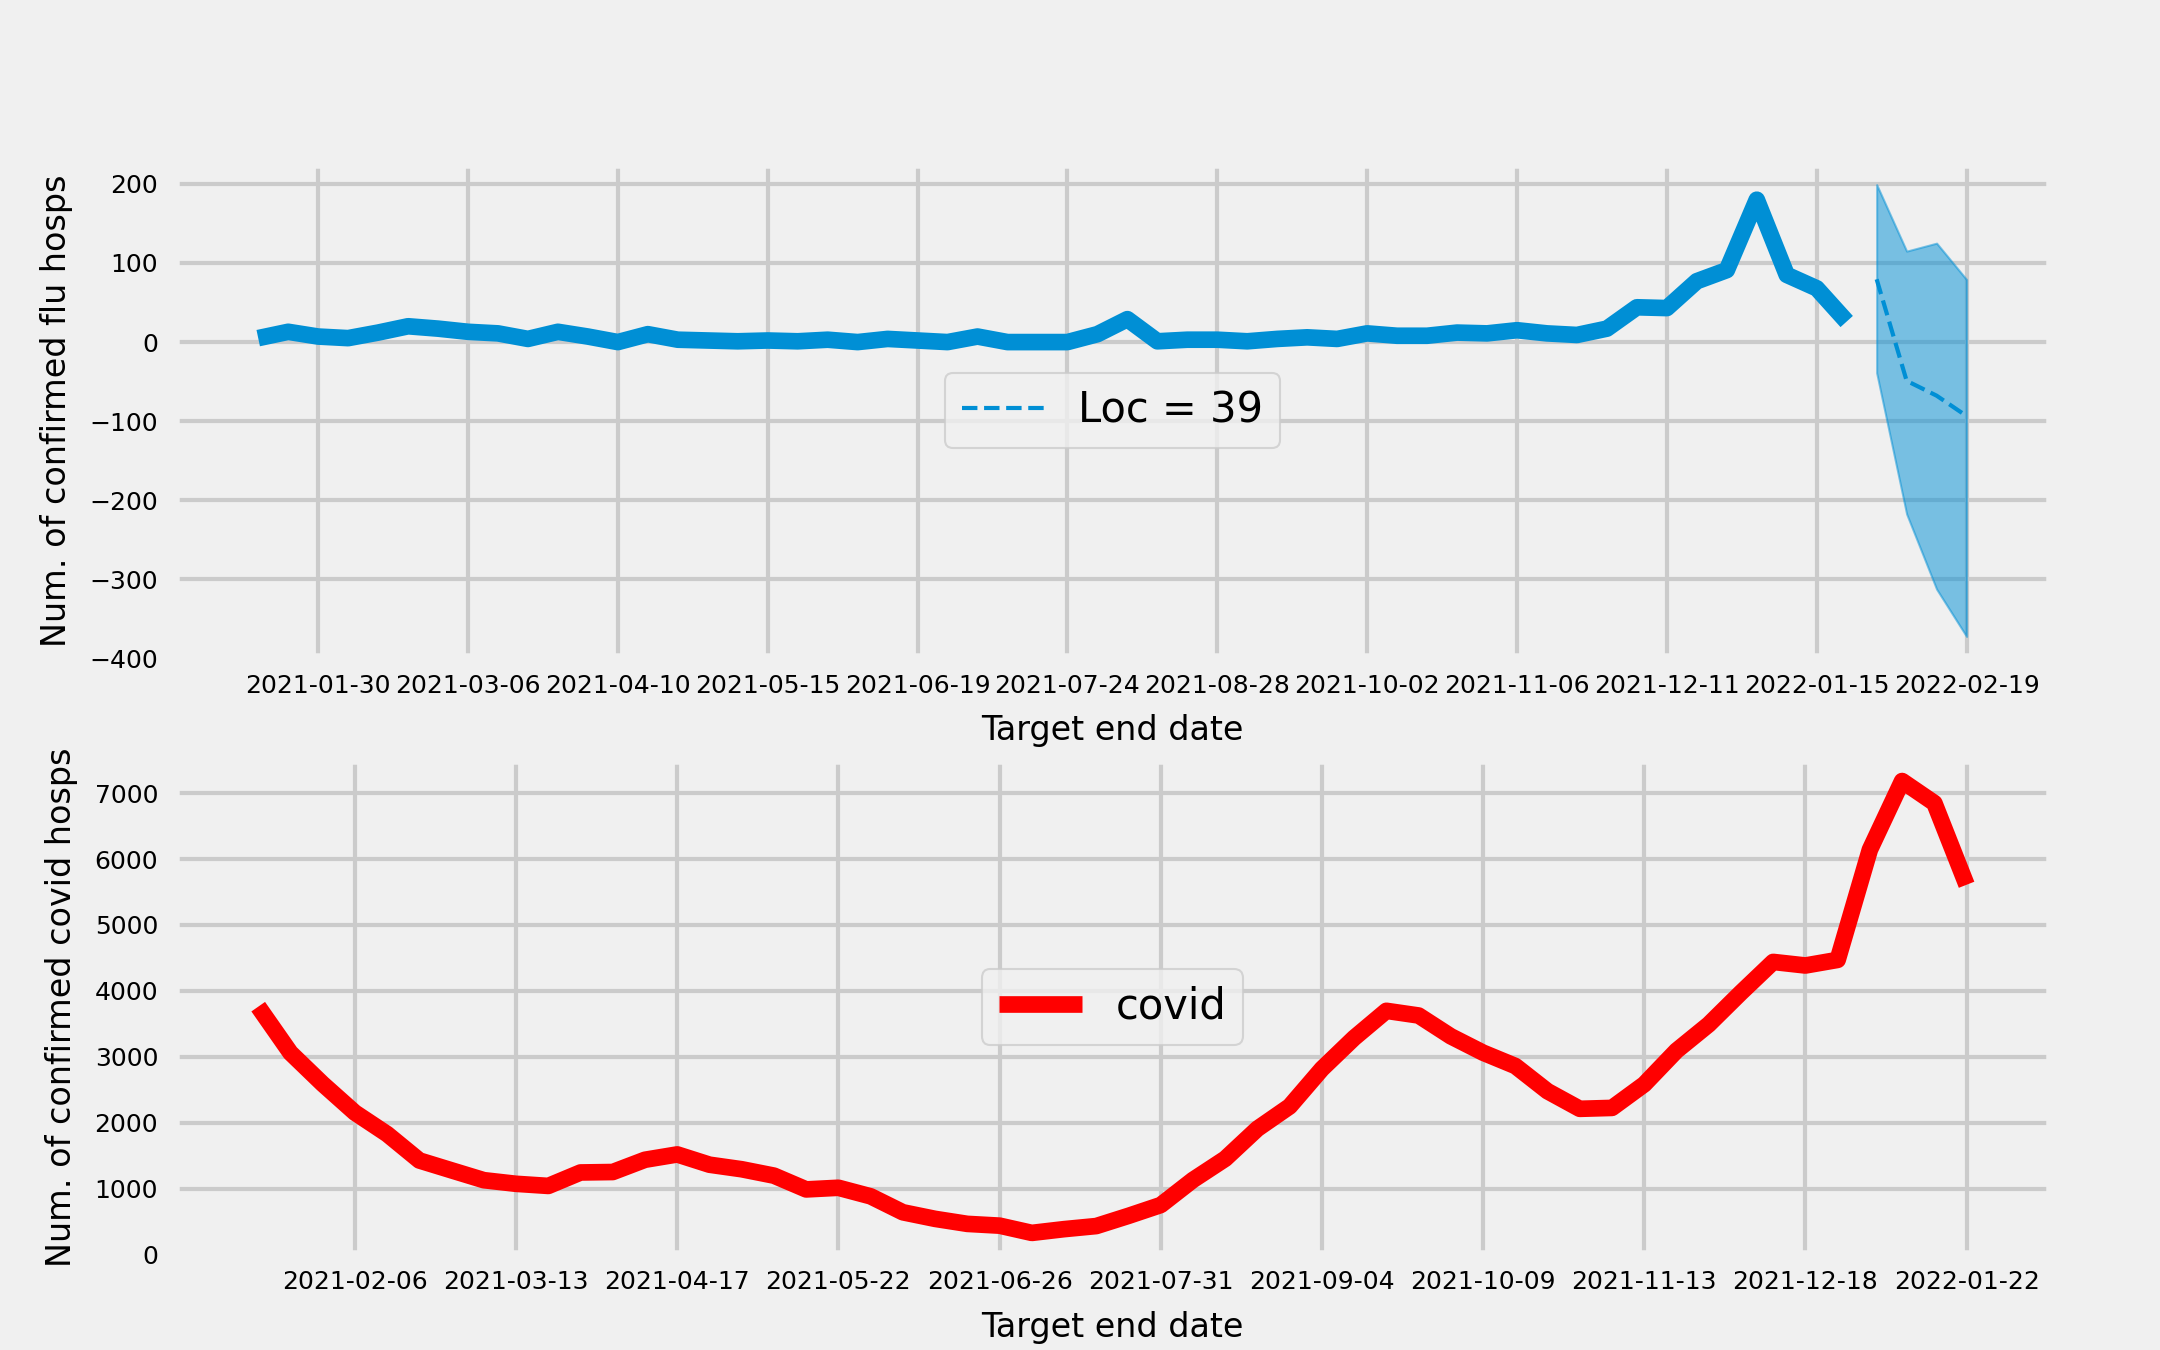 Num. of confirmed flu hosps
200
100
0
−100
−200
−300
−400
Loc = 39
2021-01-30 2021-03-06 2021-04-10 2021-05-15 2021-06-19 2021-07-24 2021-08-28 2021-10-02 2021-11-06 2021-12-11 2022-01-15 2022-02-19
Target end date
Num. of confirmed covid hosps
7000
6000
5000
4000
3000
2000
1000
0
covid
2021-02-06 2021-03-13 2021-04-17 2021-05-22 2021-06-26 2021-07-31 2021-09-04 2021-10-09 2021-11-13 2021-12-18 2022-01-22
Target end date